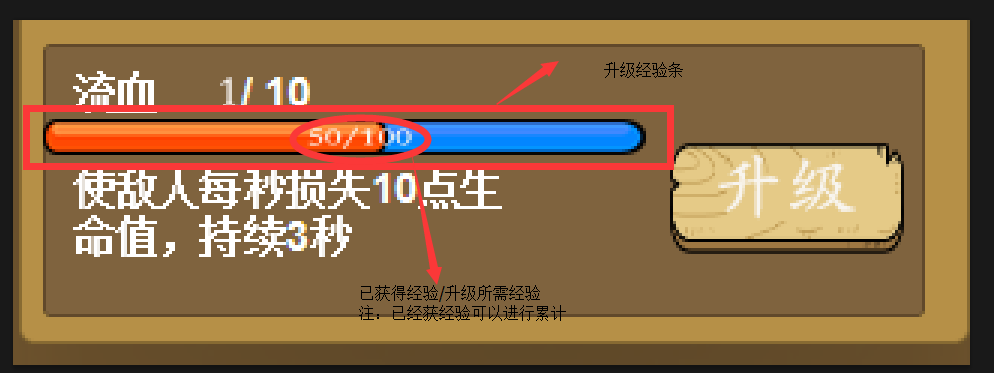 流血 1/ 10
升级经验条
50/100
使敌人每秒损失10点生
命值，持续3秒
升级
已获得经验/升级所需经验
注：已经获经验可以进行累计